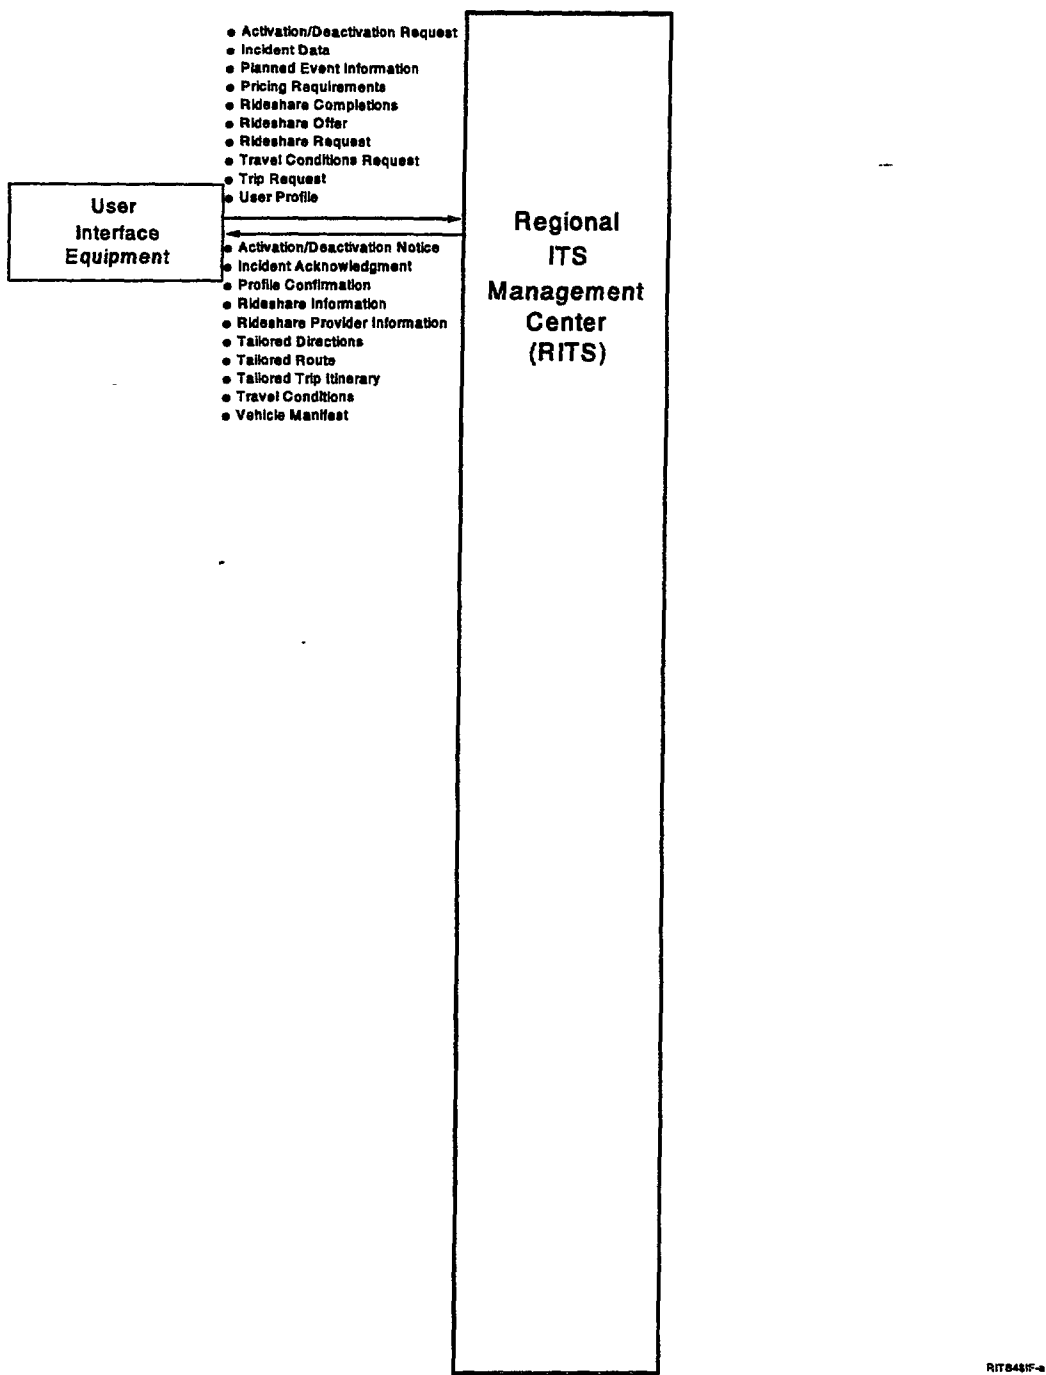 ● Activation/Deactivation Request
● Incident Data
● Planned Event Information
● Pricing Requirements
● Rideshare Completions
● Rideshare Offer
● Rideshare Request
● Travel Conditions Request
● Trip Request
● User Profile
User
Interface
Equipment
● Activation/Deactivation Notice
● Incident Acknowledgment
● Profile Confirmation
● Rideshare Information
● Rideshare Provider Information
● Tailored Directions
● Tailored Route
● Tailored Trip Itinerary
● Travel Conditions
● Vehicle Manifest
Regional
ITS
Management
Center
(RITS)